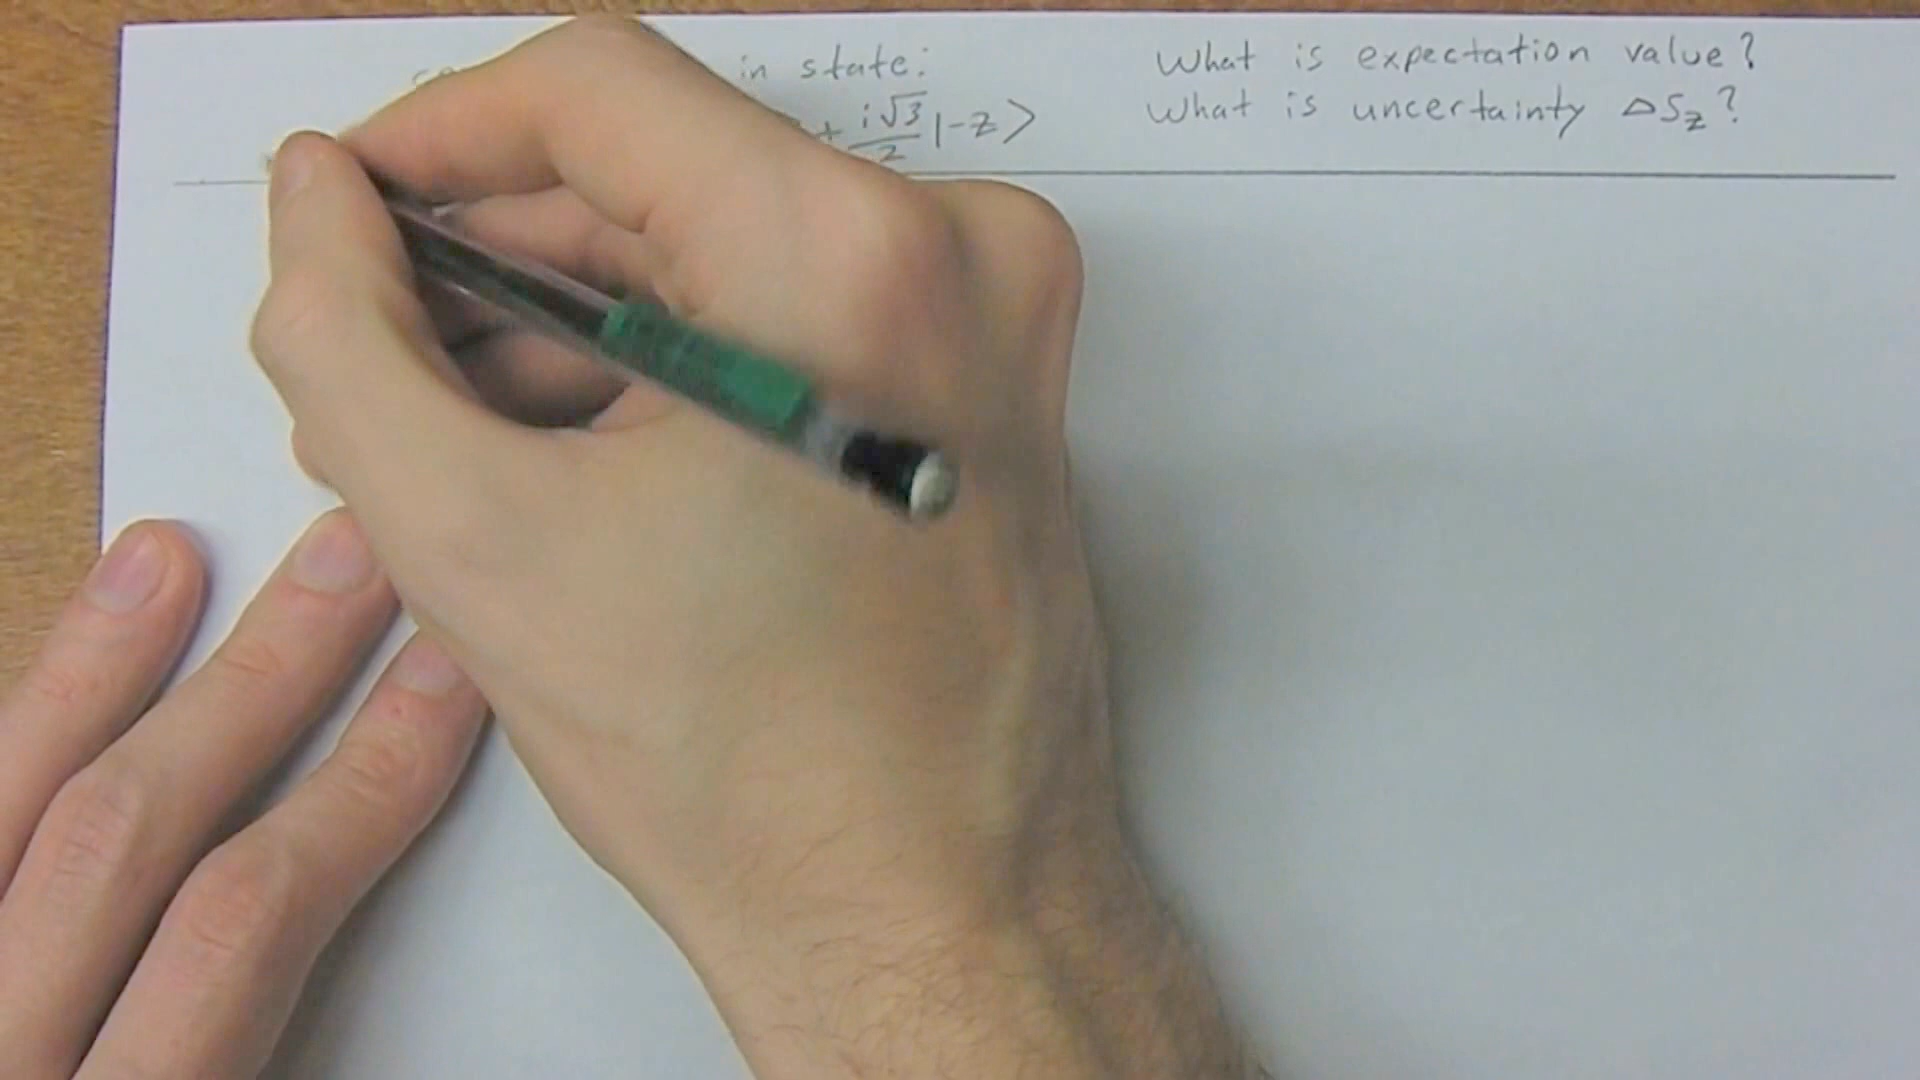 in state:
+ i√3/2 |-z>
What is expectation value?
What is uncertainty ΔSz?